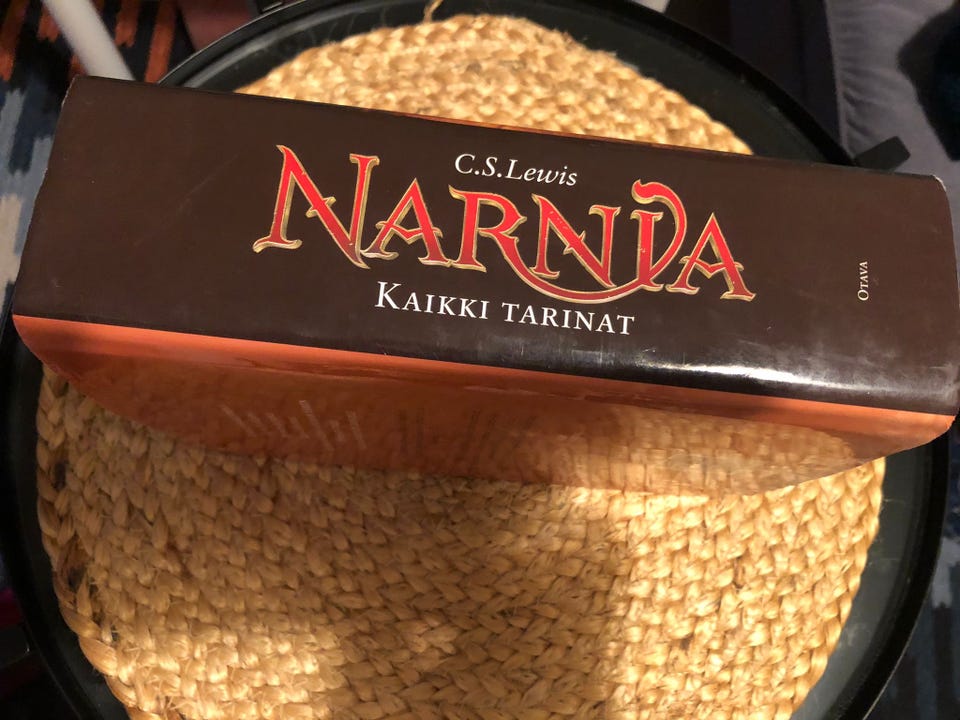 C.S.Lewis
NARNIA
KAIKKI TARINAT
OTAVA